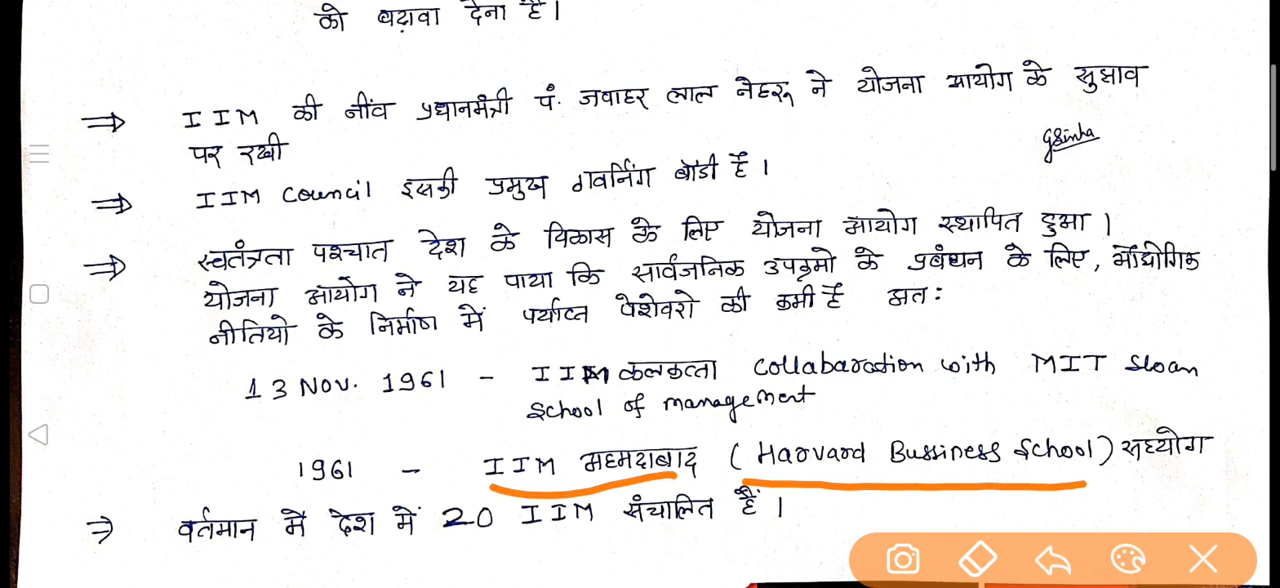 को बढ़ावा देना है।
⇒ IIM की नींव प्रधानमंत्री पं. जवाहर लाल नेहरू ने योजना आयोग के सुझाव
पर रखी
GSinha
⇒ IIM Council इसकी प्रमुख गवर्निंग बॉडी है।
⇒ स्वतंत्रता पश्चात देश के विकास के लिए योजना आयोग स्थापित हुआ।
योजना आयोग ने यह पाया कि सार्वजनिक उपक्रमो के प्रबंधन के लिए, औद्योगिक
नीतियो के निर्माण में पर्याप्त पेशेवरो की कमी है अत:
13 Nov. 1961 - IIM कलकत्ता Collabaration with MIT Sloan
School of management
1961 - IIM अहमदाबाद (Harvard Bussiness School) सहयोग
⇒ वर्तमान में देश में 20 IIM संचालित हैं।